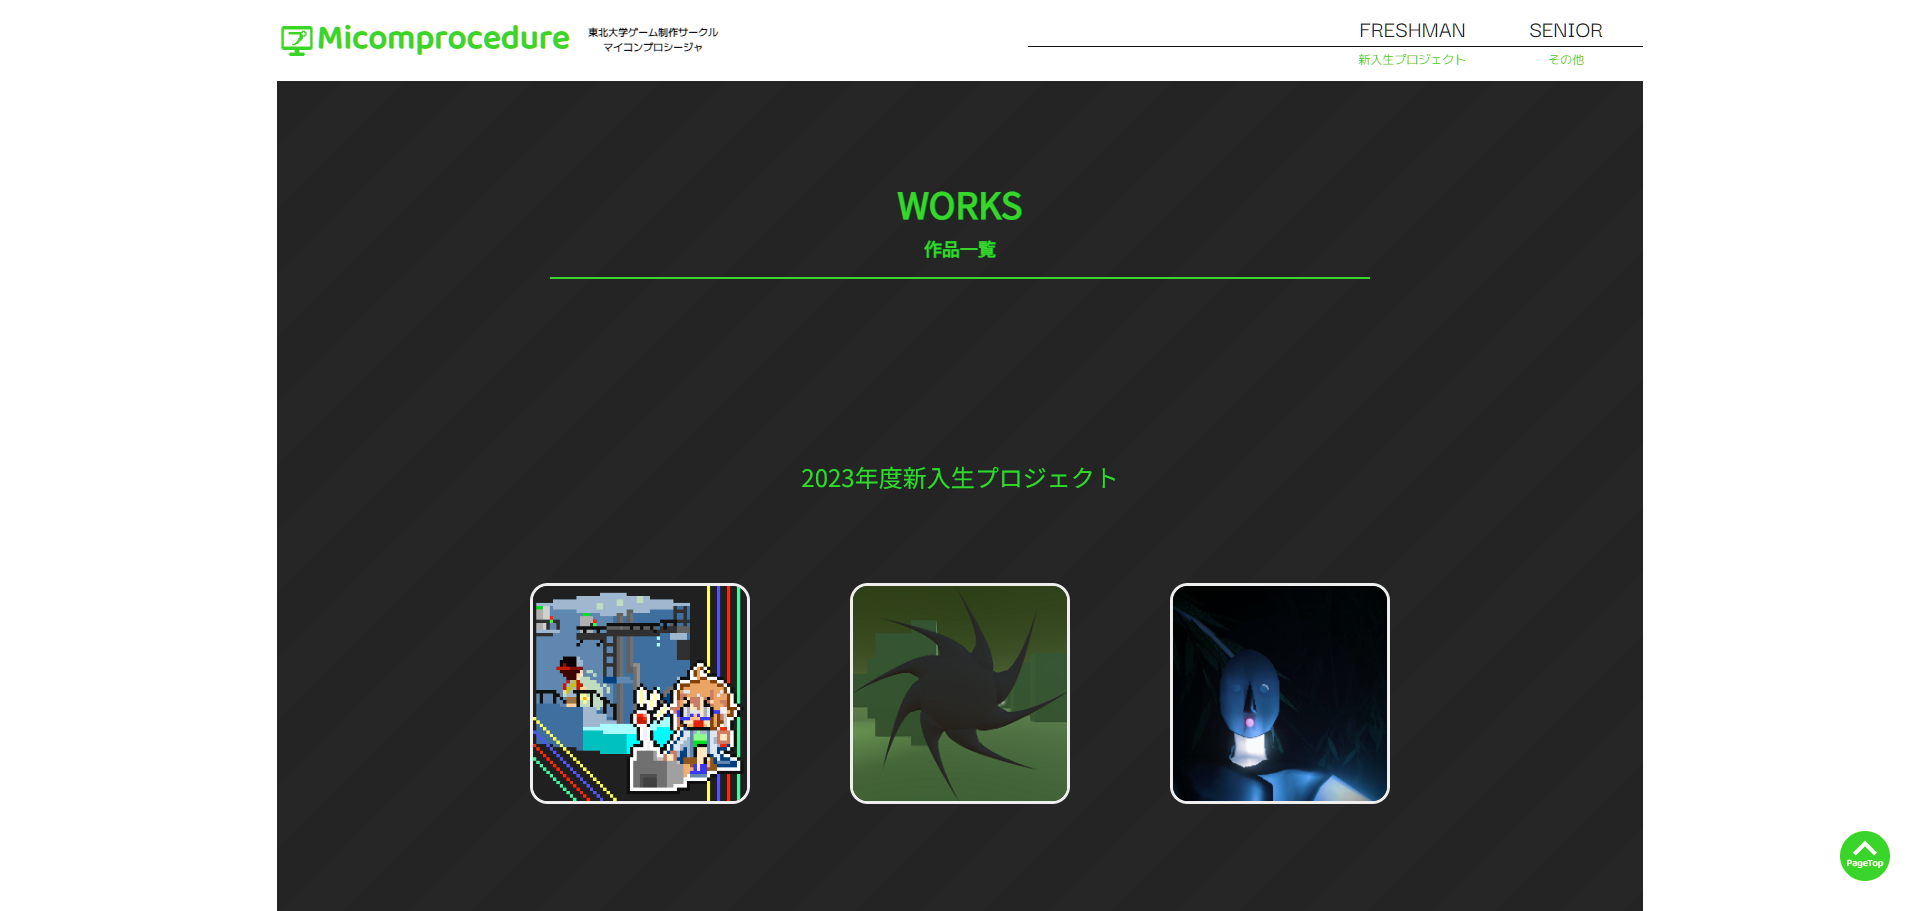 Micomprocedure
東北大学ゲーム制作サークル
マイコンプロシージャ
FRESHMAN
新入生プロジェクト
SENIOR
その他
WORKS
作品一覧
2023年度新入生プロジェクト
PageTop